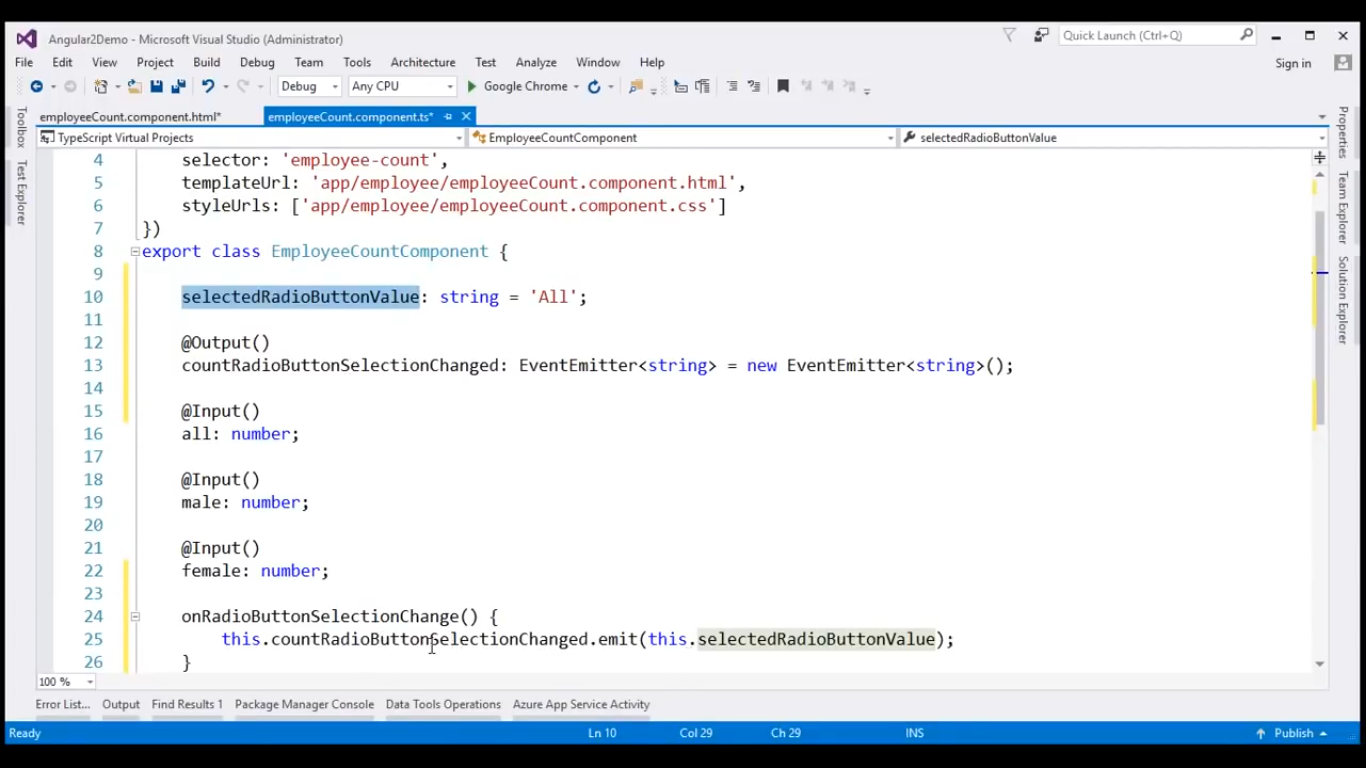 Angular2Demo - Microsoft Visual Studio (Administrator)
Quick Launch (Ctrl+Q)
File Edit View Project Build Debug Team Tools Architecture Test Analyze Window Help
Sign in
Debug Any CPU Google Chrome
employeeCount.component.html* employeeCount.component.ts*
TypeScript Virtual Projects EmployeeCountComponent selectedRadioButtonValue
Toolbox
Test Explorer
4 selector: 'employee-count',
5 templateUrl: 'app/employee/employeeCount.component.html',
6 styleUrls: ['app/employee/employeeCount.component.css']
7 })
8 export class EmployeeCountComponent {
9
10 selectedRadioButtonValue: string = 'All';
11
12 @Output()
13 countRadioButtonSelectionChanged: EventEmitter<string> = new EventEmitter<string>();
14
15 @Input()
16 all: number;
17
18 @Input()
19 male: number;
20
21 @Input()
22 female: number;
23
24 onRadioButtonSelectionChange() {
25 this.countRadioButtonSelectionChanged.emit(this.selectedRadioButtonValue);
26 }
Properties
Team Explorer
Solution Explorer
100 %
Error List... Output Find Results 1 Package Manager Console Data Tools Operations Azure App Service Activity
Ready Ln 10 Col 29 Ch 29 INS Publish